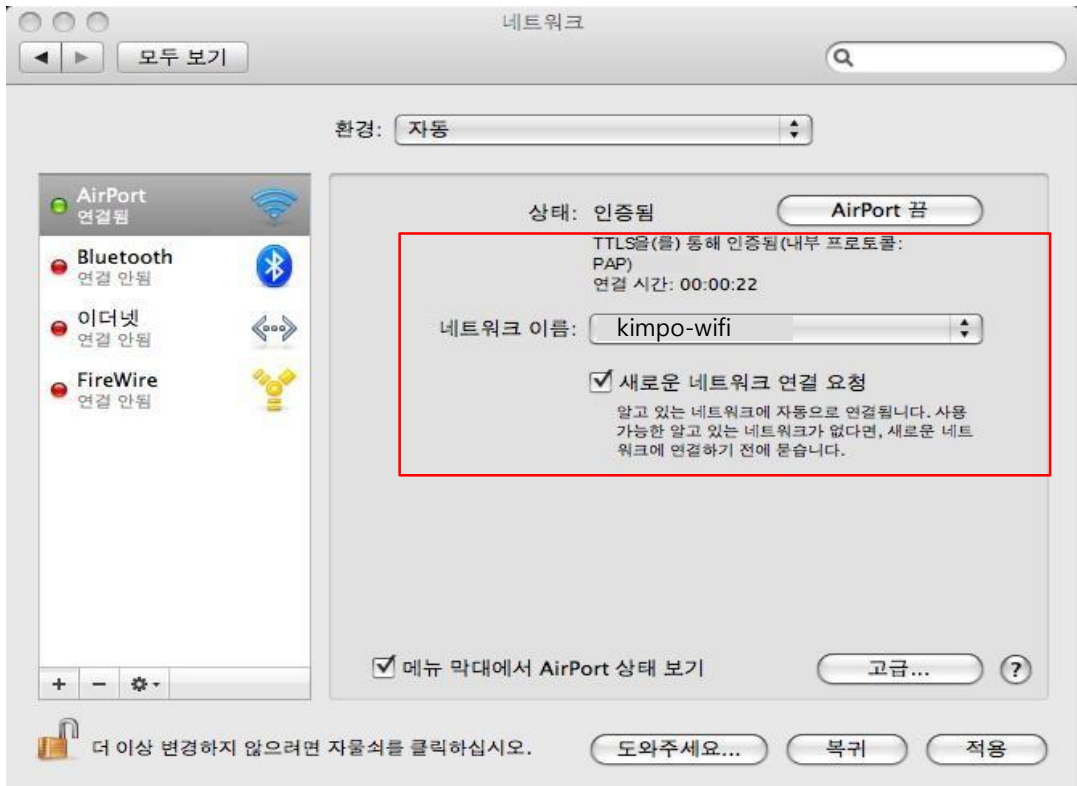 네트워크
모두 보기
환경: 자동
AirPort
연결됨
Bluetooth
연결 안됨
이더넷
연결 안됨
FireWire
연결 안됨
상태: 인증됨
AirPort 끔
TTLS을(를) 통해 인증됨(내부 프로토콜:
PAP)
연결 시간: 00:00:22
네트워크 이름: kimpo-wifi
새로운 네트워크 연결 요청
알고 있는 네트워크에 자동으로 연결됩니다. 사용
가능한 알고 있는 네트워크가 없다면, 새로운 네트
워크에 연결하기 전에 묻습니다.
메뉴 막대에서 AirPort 상태 보기
고급... ?
더 이상 변경하지 않으려면 자물쇠를 클릭하십시오.
도와주세요... 복귀 적용